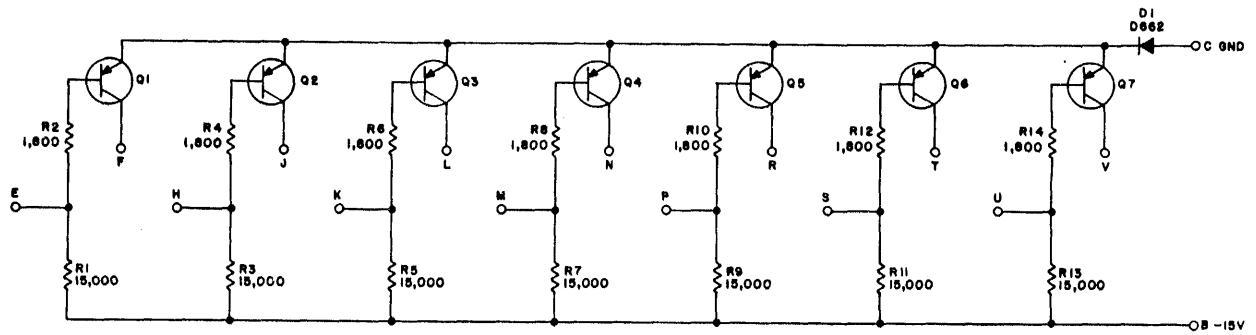 D1
D662
C GND
Q1
Q2
Q3
Q4
Q5
Q6
Q7
R2
1,800
R4
1,800
R6
1,800
R8
1,800
R10
1,800
R12
1,800
R14
1,800
F
J
L
N
R
T
V
E
H
K
M
P
S
U
R1
15,000
R3
15,000
R5
15,000
R7
15,000
R9
15,000
R11
15,000
R13
15,000
B -15V